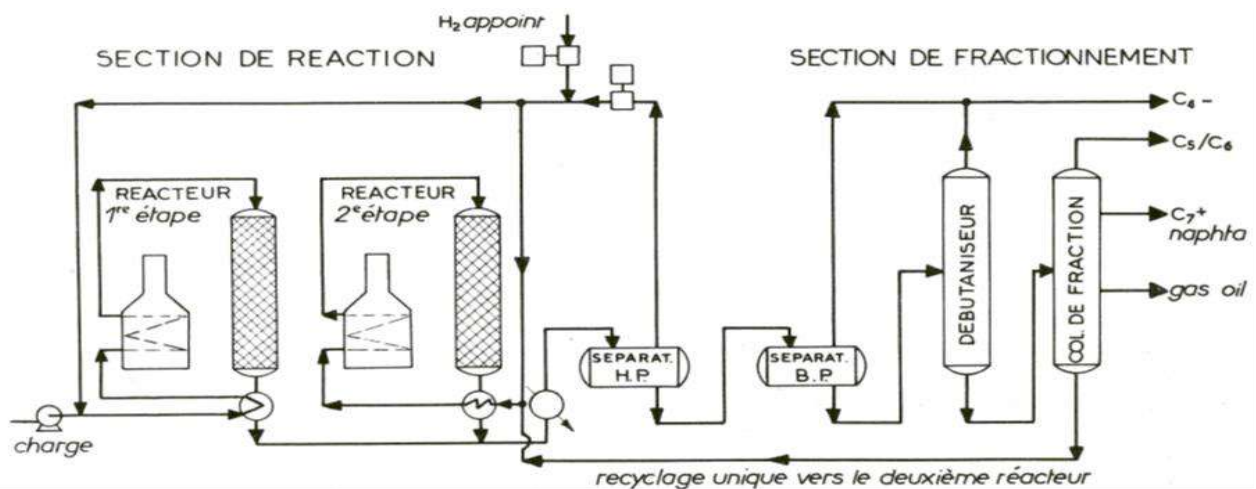 H₂ appoint
SECTION DE REACTION
SECTION DE FRACTIONNEMENT
C₄ -
C₅/C₆
REACTEUR
1re étape
REACTEUR
2e étape
C₇+
naphta
gas oil
DEBUTANISEUR
COL. DE FRACTION
SEPARAT.
H.P.
SEPARAT.
B.P.
charge
recyclage unique vers le deuxième réacteur